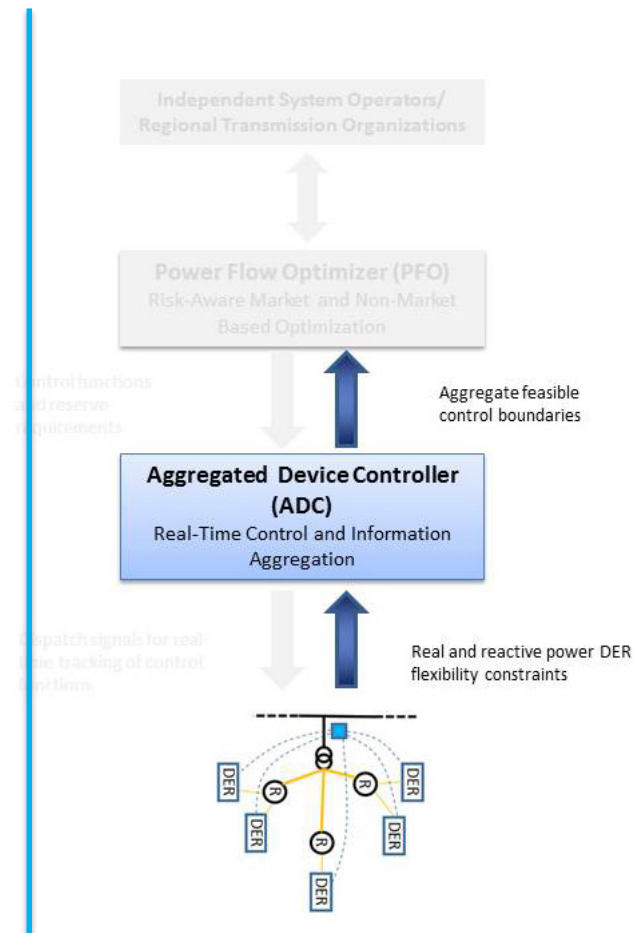 Independent System Operators/
Regional Transmission Organizations
Power Flow Optimizer (PFO)
Risk-Aware Market and Non-Market
Based Optimization
Control functions
and reserve
requirements
Aggregate feasible
control boundaries
Aggregated Device Controller
(ADC)
Real-Time Control and Information
Aggregation
Dispatch signals for real-
time tracking of control
functions
Real and reactive power DER
flexibility constraints
DER
R
R
DER
DER
DER
R
DER